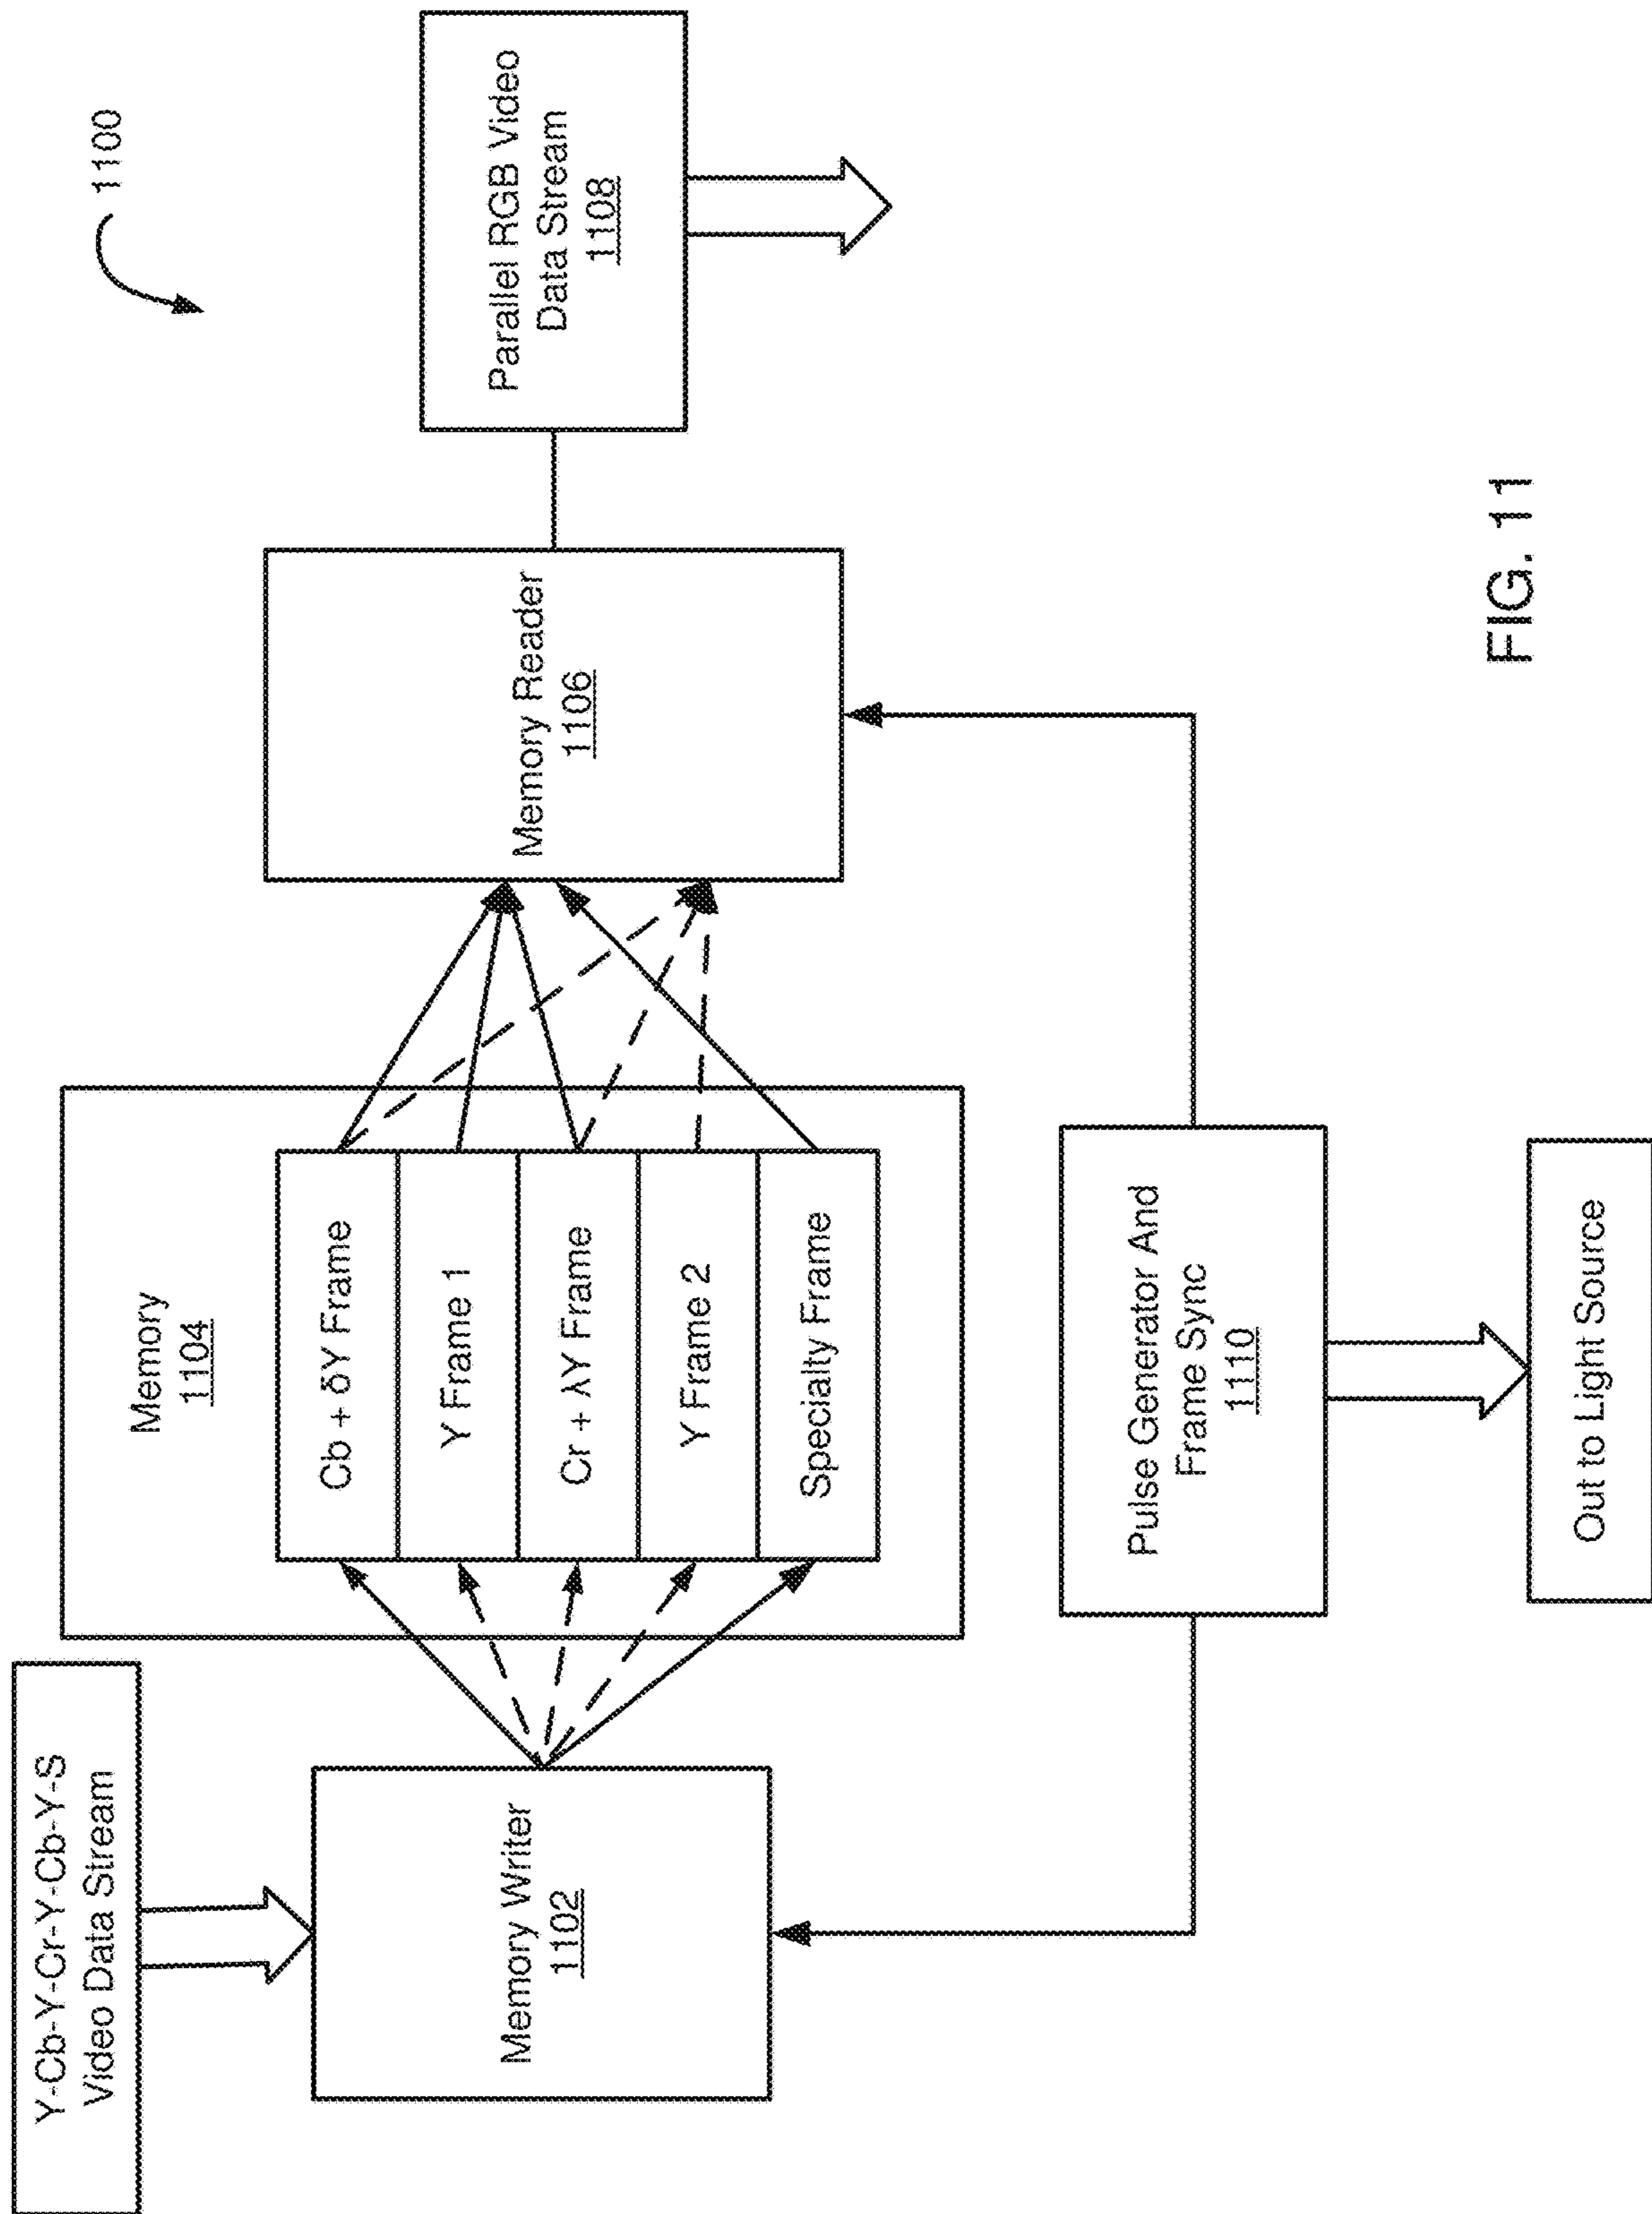 1100
Y-Cb-Y-Cr-Y-Cb-Y-S
Video Data Stream
Memory Writer
1102
Memory
1104
Cb + δY Frame
Y Frame 1
Cr + λY Frame
Y Frame 2
Specialty Frame
Memory Reader
1106
Parallel RGB Video
Data Stream
1108
Pulse Generator And
Frame Sync
1110
Out to Light Source
FIG. 11